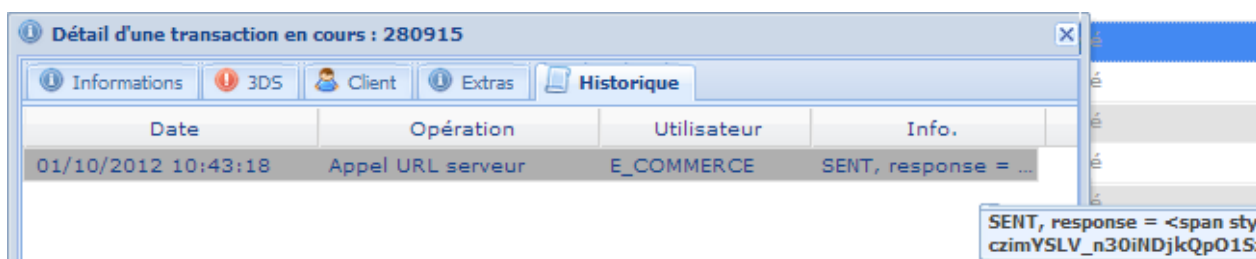 Détail d'une transaction en cours : 280915
Informations 3DS Client Extras Historique
Date Opération Utilisateur Info.
01/10/2012 10:43:18 Appel URL serveur E_COMMERCE SENT, response = ...
é
é
é
é
SENT, response = <span sty